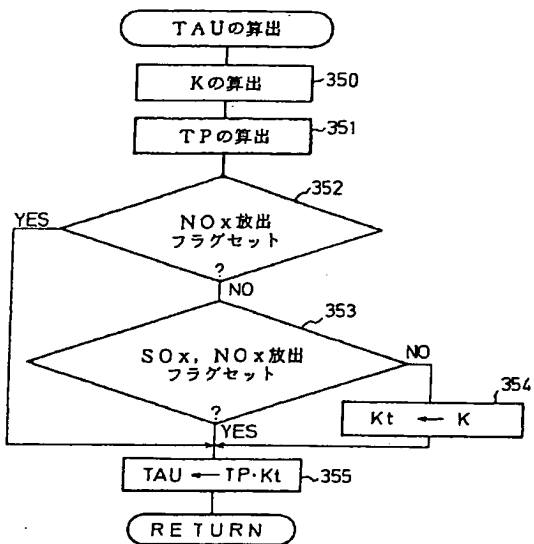 TAUの算出
Kの算出
350
TPの算出
351
352
YES
NOx放出
フラグセット
?
NO
353
SOx, NOx放出
フラグセット
?
NO
354
YES
Kt ← K
TAU ← TP·Kt
355
RETURN